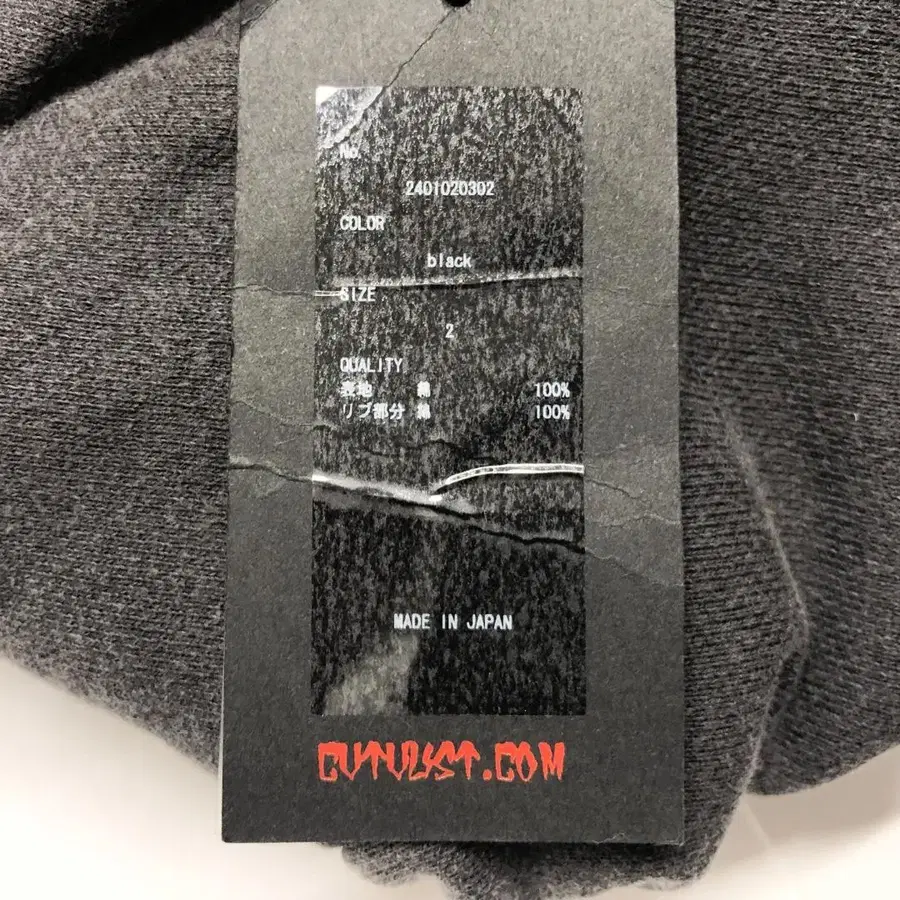 No.
2401020302
COLOR
black
SIZE
2
QUALITY
表地 綿 100%
リブ部分 綿 100%
MADE IN JAPAN
CUTULYST.COM